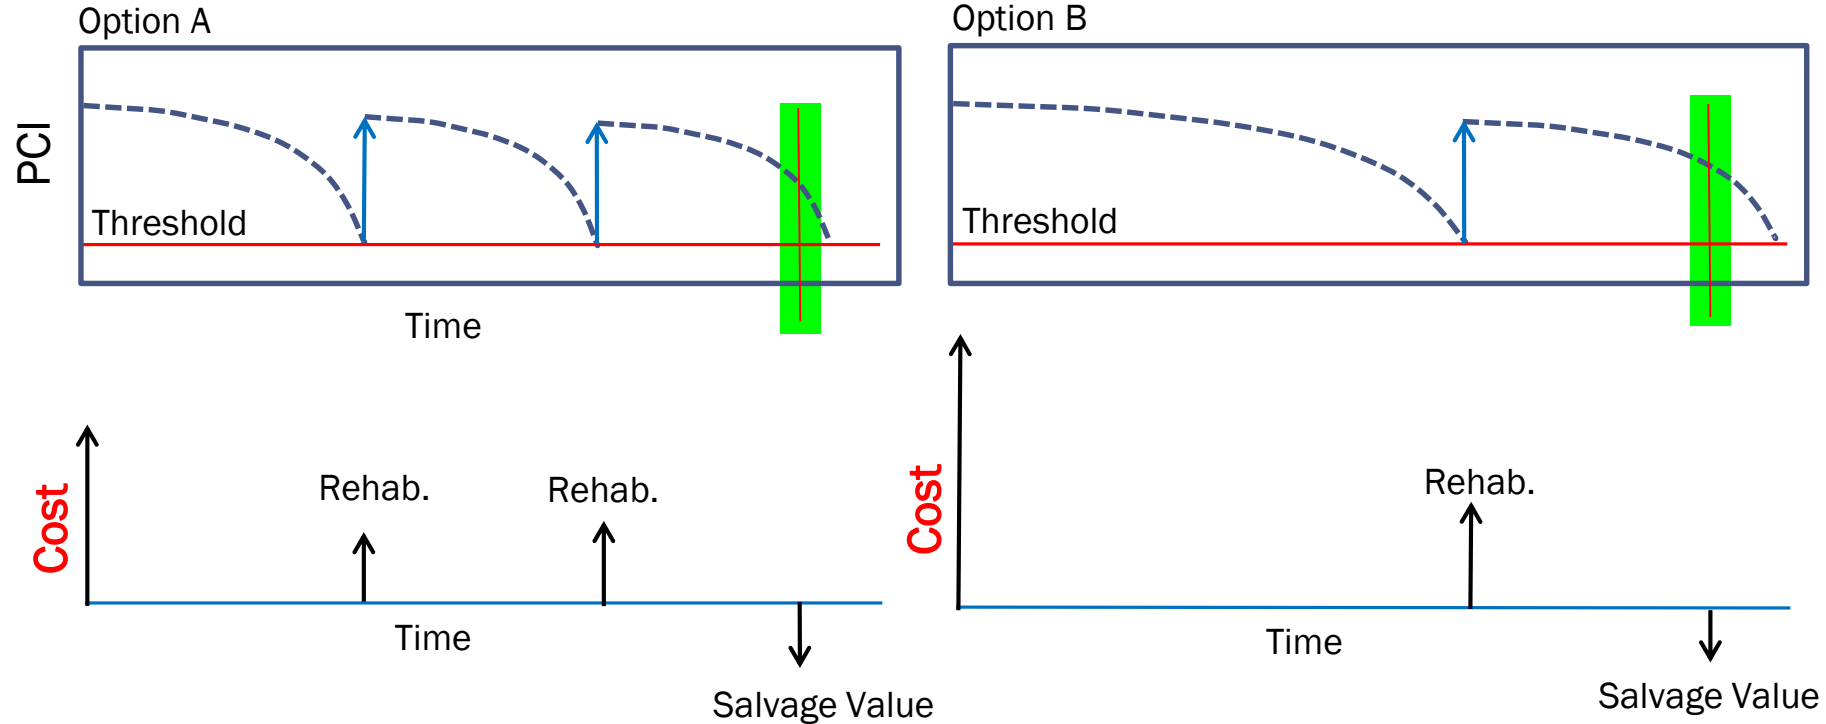 Option A
PCI
Threshold
Time
Cost
Rehab.
Rehab.
Time
Salvage Value
Option B
Threshold
Cost
Rehab.
Time
Salvage Value